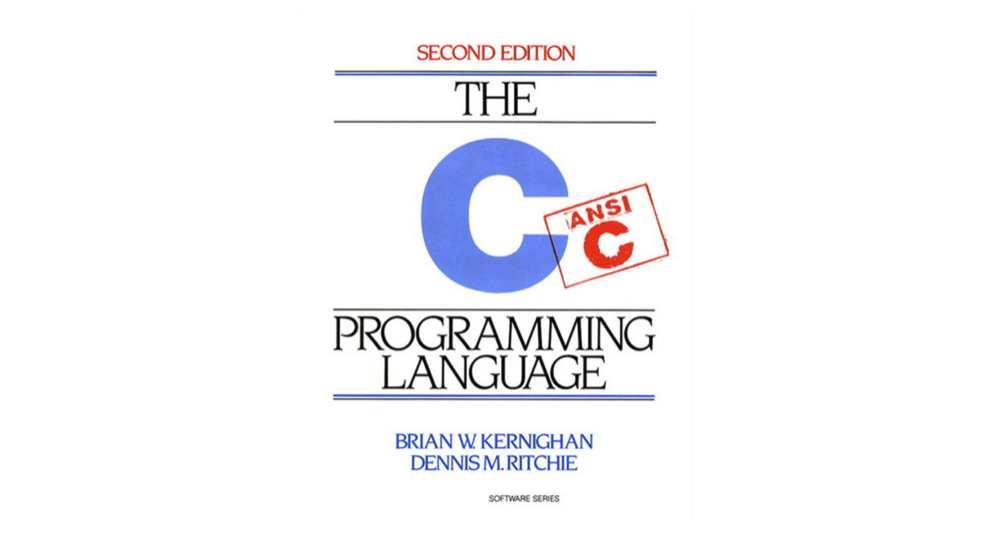 SECOND EDITION
THE
C
ANSI
C
PROGRAMMING
LANGUAGE
BRIAN W. KERNIGHAN
DENNIS M. RITCHIE
SOFTWARE SERIES